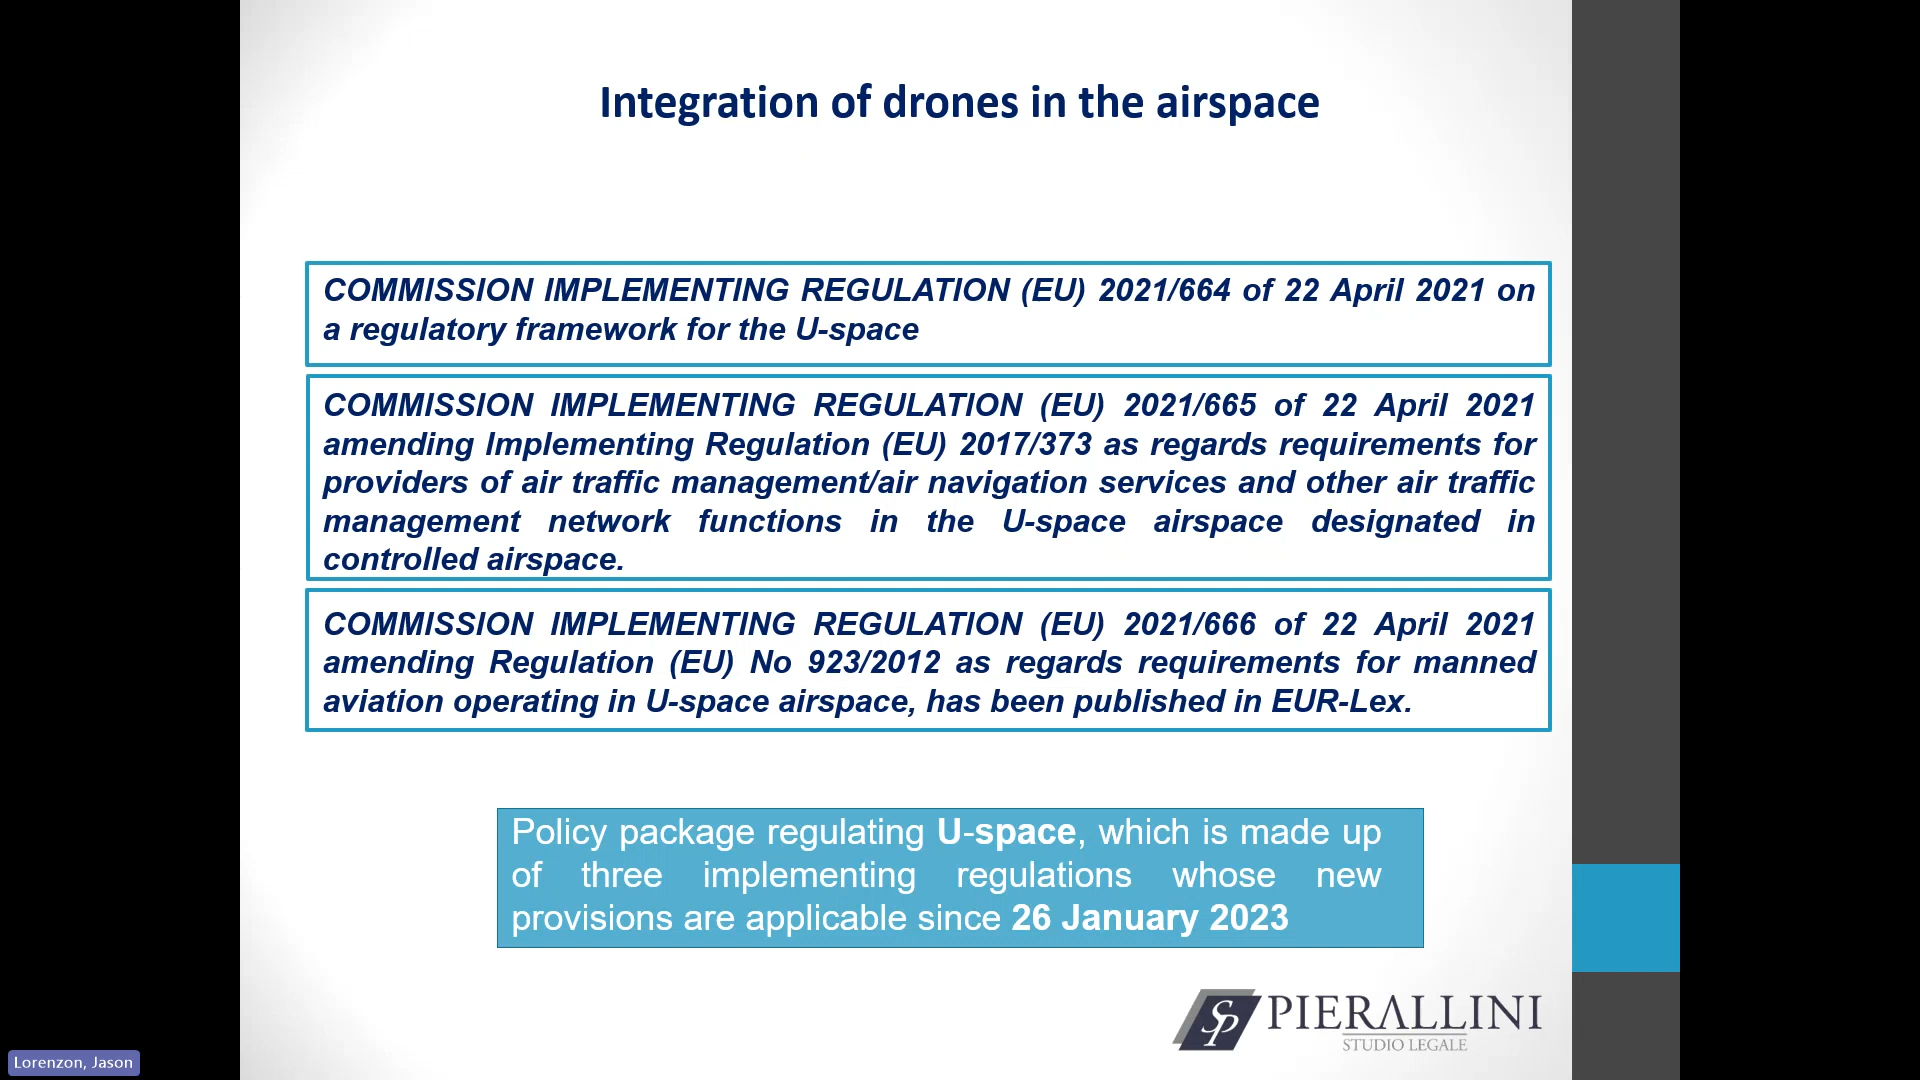 Integration of drones in the airspace
COMMISSION IMPLEMENTING REGULATION (EU) 2021/664 of 22 April 2021 on
a regulatory framework for the U-space
COMMISSION IMPLEMENTING REGULATION (EU) 2021/665 of 22 April 2021
amending Implementing Regulation (EU) 2017/373 as regards requirements for
providers of air traffic management/air navigation services and other air traffic
management network functions in the U-space airspace designated in
controlled airspace.
COMMISSION IMPLEMENTING REGULATION (EU) 2021/666 of 22 April 2021
amending Regulation (EU) No 923/2012 as regards requirements for manned
aviation operating in U-space airspace, has been published in EUR-Lex.
Policy package regulating U-space, which is made up
of three implementing regulations whose new
provisions are applicable since 26 January 2023
SP PIERALLINI
STUDIO LEGALE
Lorenzon, Jason